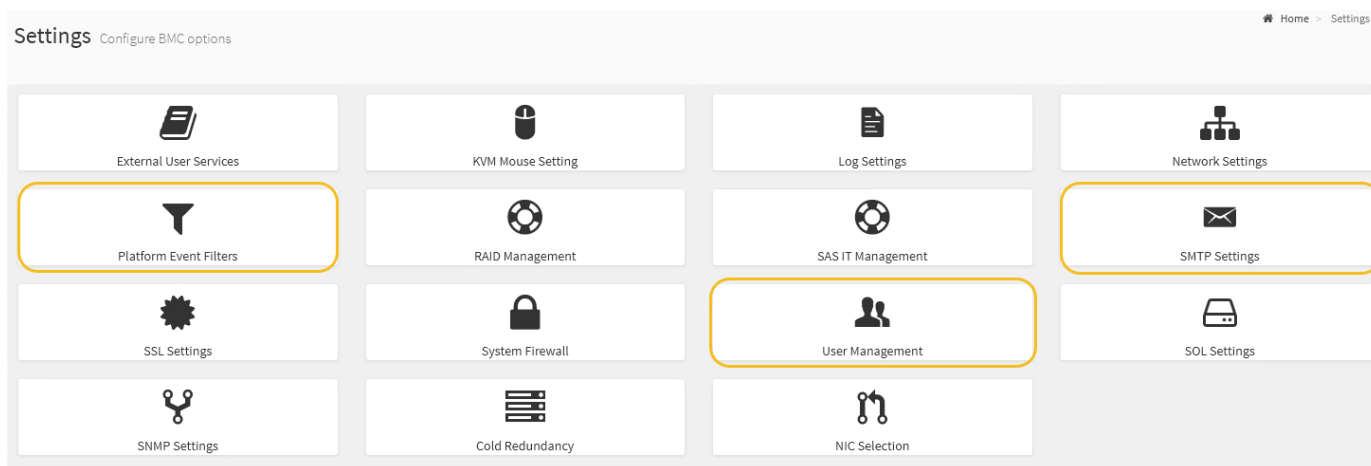 Home > Settings
Settings Configure BMC options
External User Services
KVM Mouse Setting
Log Settings
Network Settings
Platform Event Filters
RAID Management
SAS IT Management
SMTP Settings
SSL Settings
System Firewall
User Management
SOL Settings
SNMP Settings
Cold Redundancy
NIC Selection